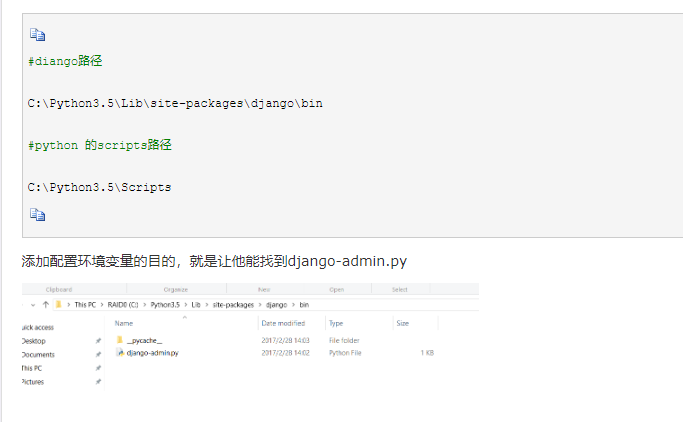 #diango路径
C:\Python3.5\Lib\site-packages\django\bin
#python 的scripts路径
C:\Python3.5\Scripts
添加配置环境变量的目的，就是让他能找到django-admin.py
Clipboard Organize New Open Select
This PC > RAID0 (C:) > Python3.5 > Lib > site-packages > django > bin
Name Date modified Type Size
uick access
Desktop
Documents
This PC
Pictures
__pycache__ 2017/2/28 14:03 File folder
django-admin.py 2017/2/28 14:02 Python File 1 KB